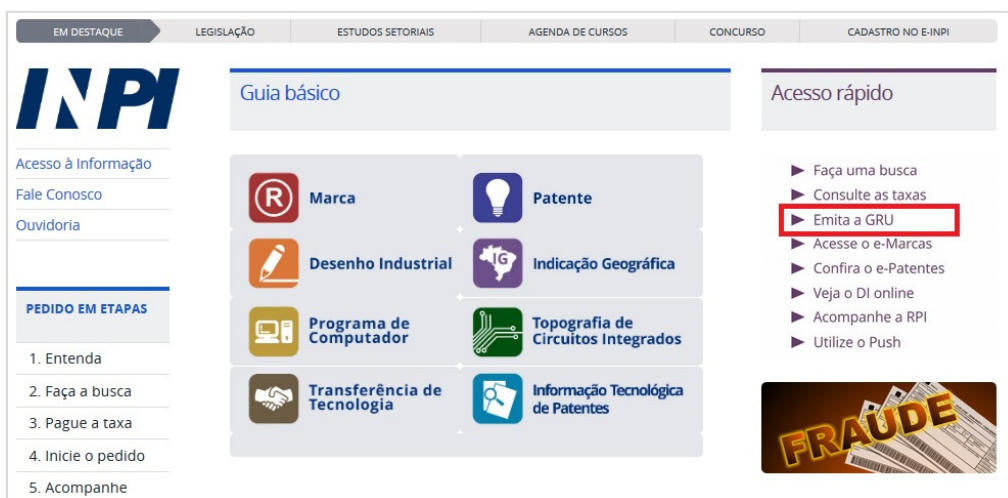 EM DESTAQUE
LEGISLAÇÃO
ESTUDOS SETORIAIS
AGENDA DE CURSOS
CONCURSO
CADASTRO NO E-INPI
INPI
Acesso à Informação
Fale Conosco
Ouvidoria
PEDIDO EM ETAPAS
1. Entenda
2. Faça a busca
3. Pague a taxa
4. Inicie o pedido
5. Acompanhe
Guia básico
R
Marca
Patente
Desenho Industrial
IG
Indicação Geográfica
Programa de
Computador
Topografia de
Circuitos Integrados
Transferência de
Tecnologia
Informação Tecnológica
de Patentes
Acesso rápido
Faça uma busca
Consulte as taxas
Emita a GRU
Acesse o e-Marcas
Confira o e-Patentes
Veja o DI online
Acompanhe a RPI
Utilize o Push
FRAUDE